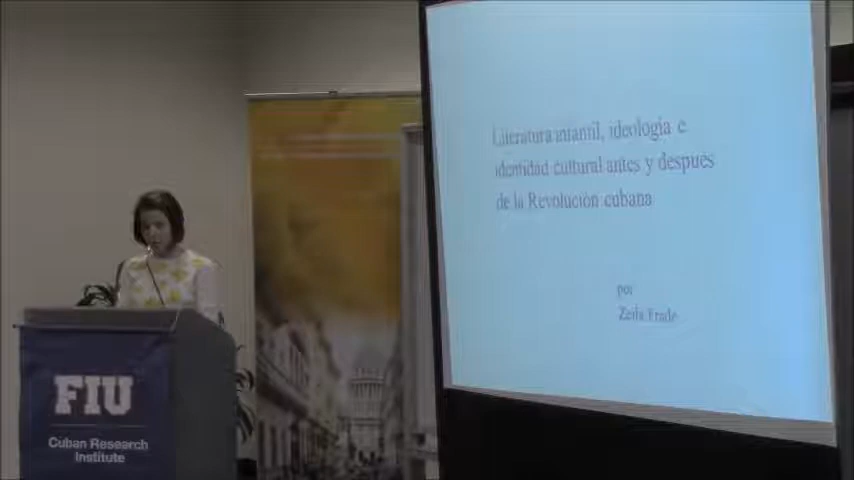 Literatura infantil, ideología e
identidad cultural antes y después
de la Revolución cubana
por
Zeila Frade
FIU
Cuban Research
Institute